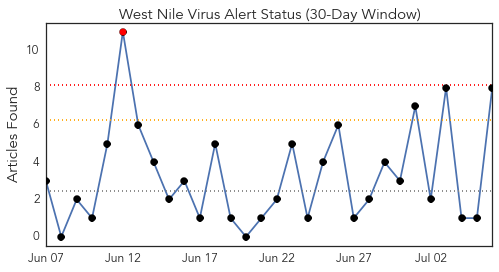 West Nile Virus Alert Status (30-Day Window)
Articles Found
10
8
6
4
2
0
Jun 07 Jun 12 Jun 17 Jun 22 Jun 27 Jul 02